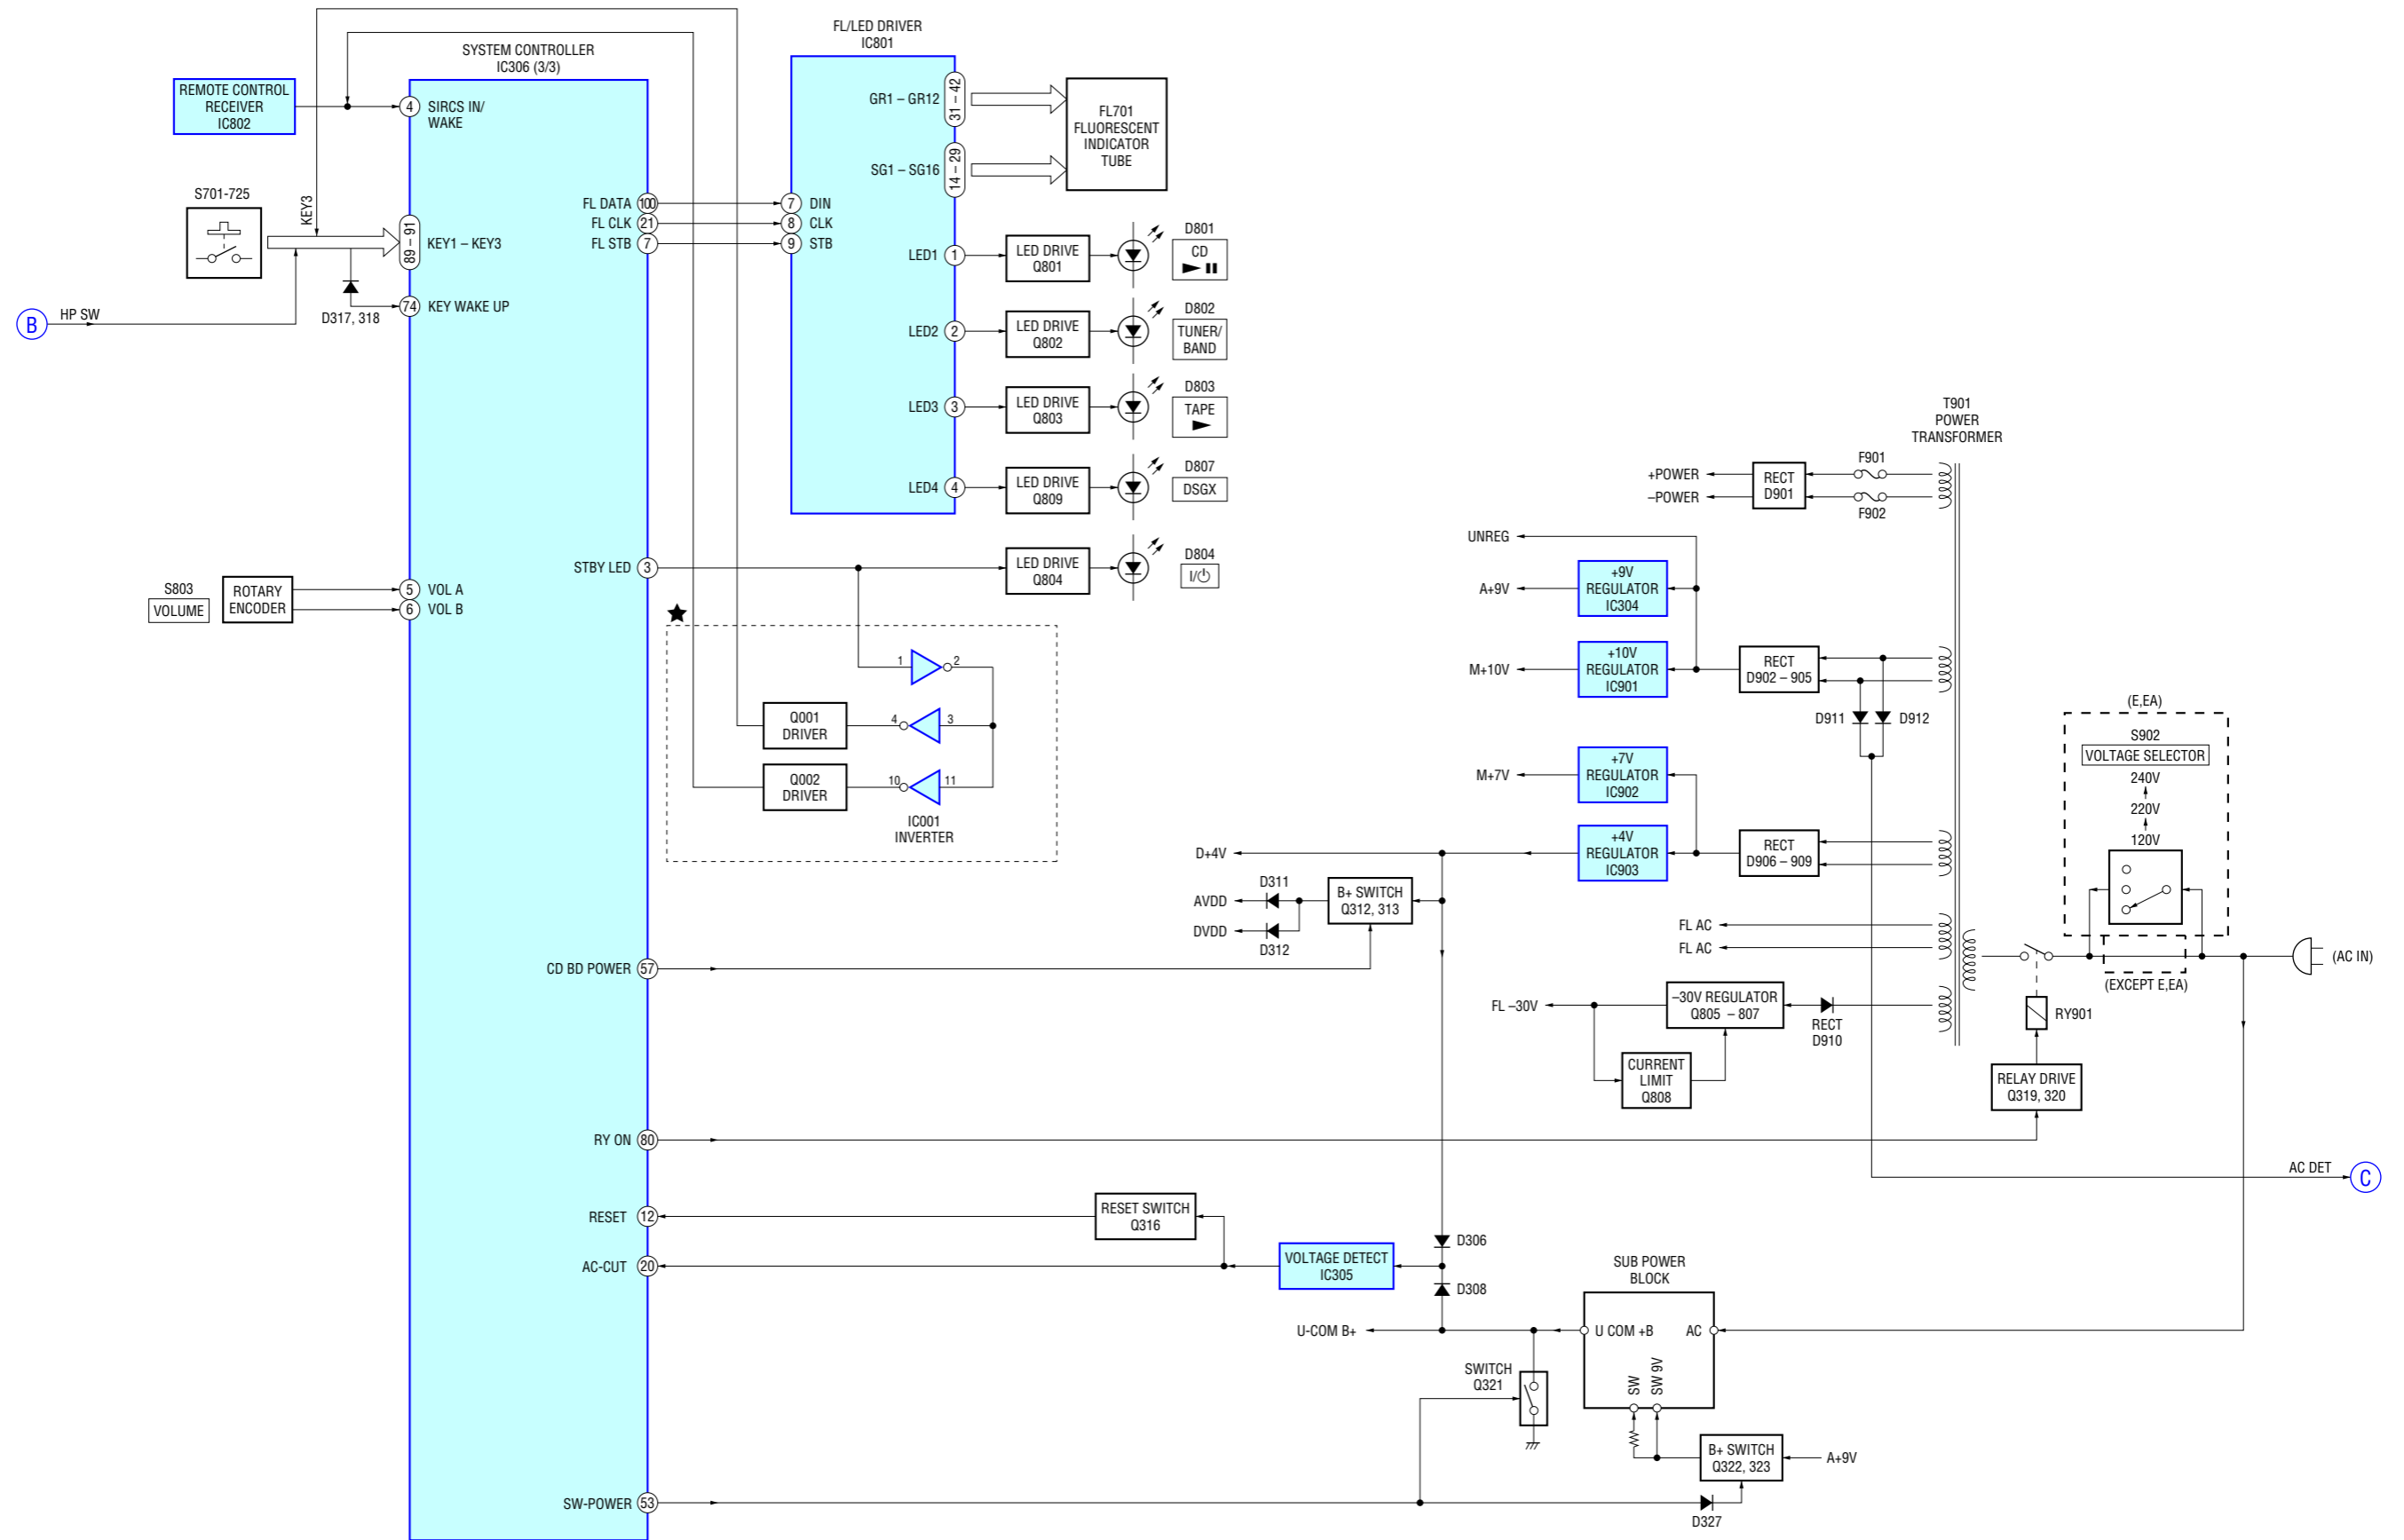 FL/LED DRIVER
IC801
SYSTEM CONTROLLER
IC306 (3/3)
REMOTE CONTROL
RECEIVER
IC802
4
SIRCS IN/
WAKE
GR1 – GR12
31 – 42
FL701
FLUORESCENT
INDICATOR
TUBE
SG1 – SG16
14 – 29
S701-725
KEY3
89 – 91
KEY1 – KEY3
FL DATA
100
7
DIN
FL CLK
21
8
CLK
FL STB
7
9
STB
LED1
1
LED DRIVE
Q801
D801
CD
74
KEY WAKE UP
D317, 318
B
HP SW
LED2
2
LED DRIVE
Q802
D802
TUNER/
BAND
LED3
3
LED DRIVE
Q803
D803
TAPE
LED4
4
LED DRIVE
Q809
D807
DSGX
STBY LED
3
LED DRIVE
Q804
D804
I/⏻
S803
VOLUME
ROTARY
ENCODER
5
VOL A
6
VOL B
★
1
2
Q001
DRIVER
4
3
Q002
DRIVER
10
11
IC001
INVERTER
T901
POWER
TRANSFORMER
F901
+POWER
–POWER
RECT
D901
F902
UNREG
A+9V
+9V
REGULATOR
IC304
M+10V
+10V
REGULATOR
IC901
RECT
D902 – 905
D911
D912
(E,EA)
S902
VOLTAGE SELECTOR
240V
220V
120V
M+7V
+7V
REGULATOR
IC902
D+4V
+4V
REGULATOR
IC903
RECT
D906 – 909
AVDD
D311
B+ SWITCH
Q312, 313
DVDD
D312
FL AC
FL AC
CD BD POWER
57
(AC IN)
(EXCEPT E,EA)
FL –30V
–30V REGULATOR
Q805 – 807
RECT
D910
RY901
CURRENT
LIMIT
Q808
RELAY DRIVE
Q319, 320
RY ON
80
AC DET
C
RESET
12
RESET SWITCH
Q316
AC-CUT
20
VOLTAGE DETECT
IC305
D306
D308
SUB POWER
BLOCK
U-COM B+
U COM +B
AC
SWITCH
Q321
SW
SW 9V
B+ SWITCH
Q322, 323
A+9V
SW-POWER
53
D327